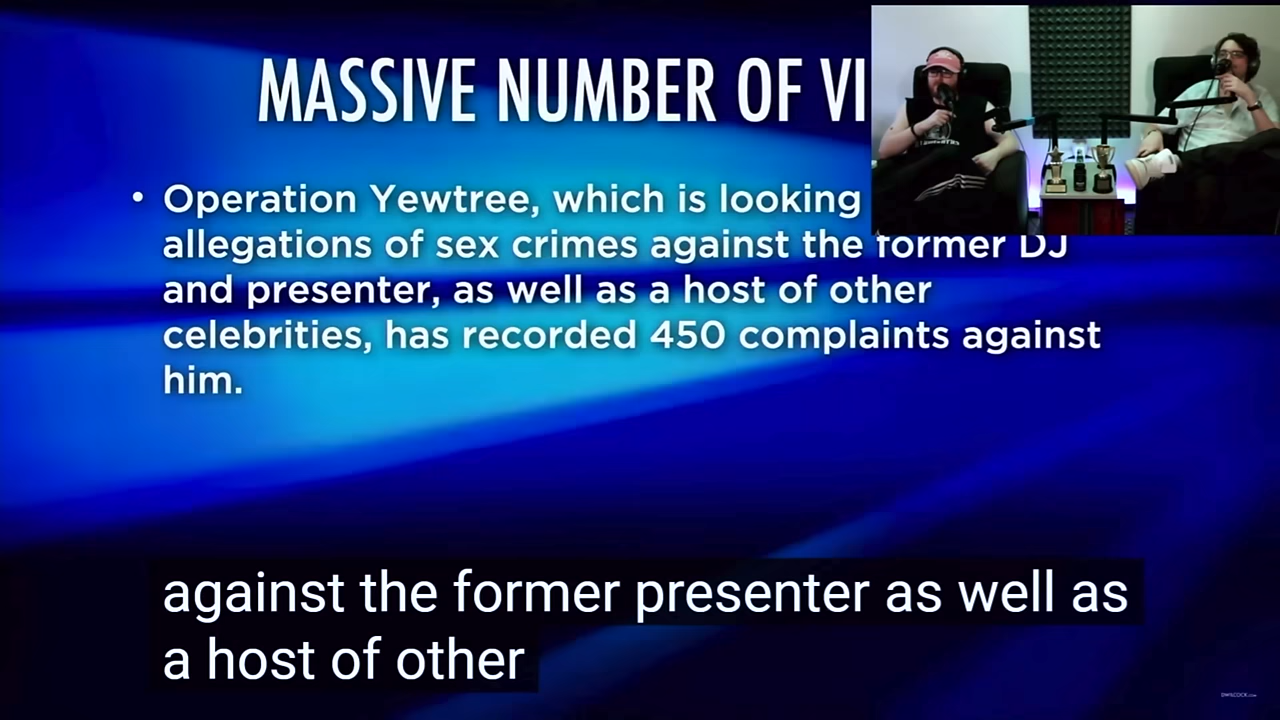 MASSIVE NUMBER OF VI
• Operation Yewtree, which is looking
allegations of sex crimes against the former DJ
and presenter, as well as a host of other
celebrities, has recorded 450 complaints against
him.
against the former presenter as well as
a host of other